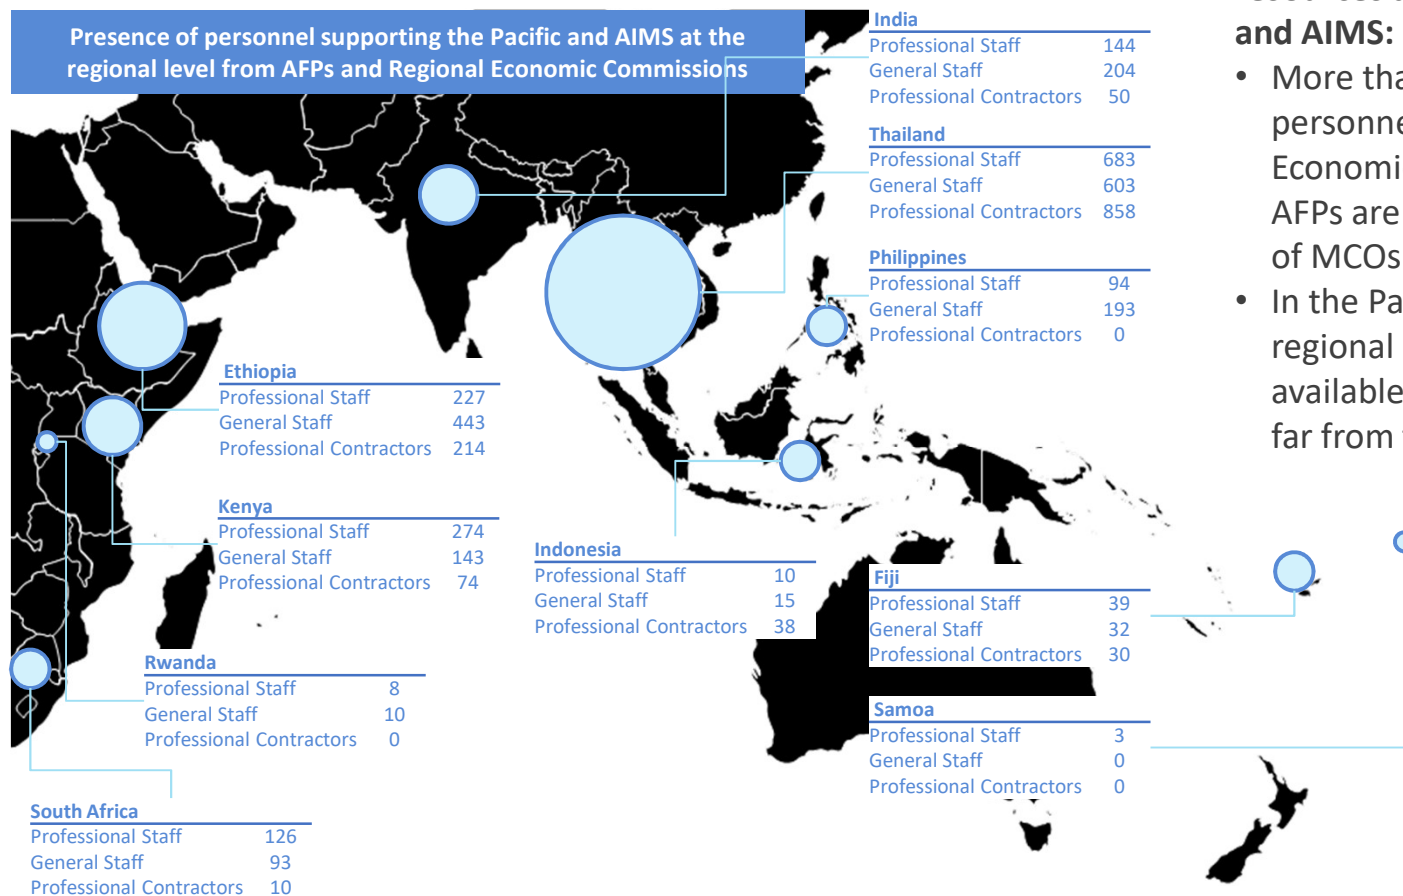 Presence of personnel supporting the Pacific and AIMS at the
regional level from AFPs and Regional Economic Commissions
India
Professional Staff 144
General Staff 204
Professional Contractors 50
Thailand
Professional Staff 683
General Staff 603
Professional Contractors 858
Philippines
Professional Staff 94
General Staff 193
Professional Contractors 0
Ethiopia
Professional Staff 227
General Staff 443
Professional Contractors 214
Kenya
Professional Staff 274
General Staff 143
Professional Contractors 74
Indonesia
Professional Staff 10
General Staff 15
Professional Contractors 38
Fiji
Professional Staff 39
General Staff 32
Professional Contractors 30
Rwanda
Professional Staff 8
General Staff 10
Professional Contractors 0
Samoa
Professional Staff 3
General Staff 0
Professional Contractors 0
South Africa
Professional Staff 126
General Staff 93
Professional Contractors 10
and AIMS:
• More tha
personne
Economi
AFPs are
of MCOs
• In the Pa
regional
available
far from